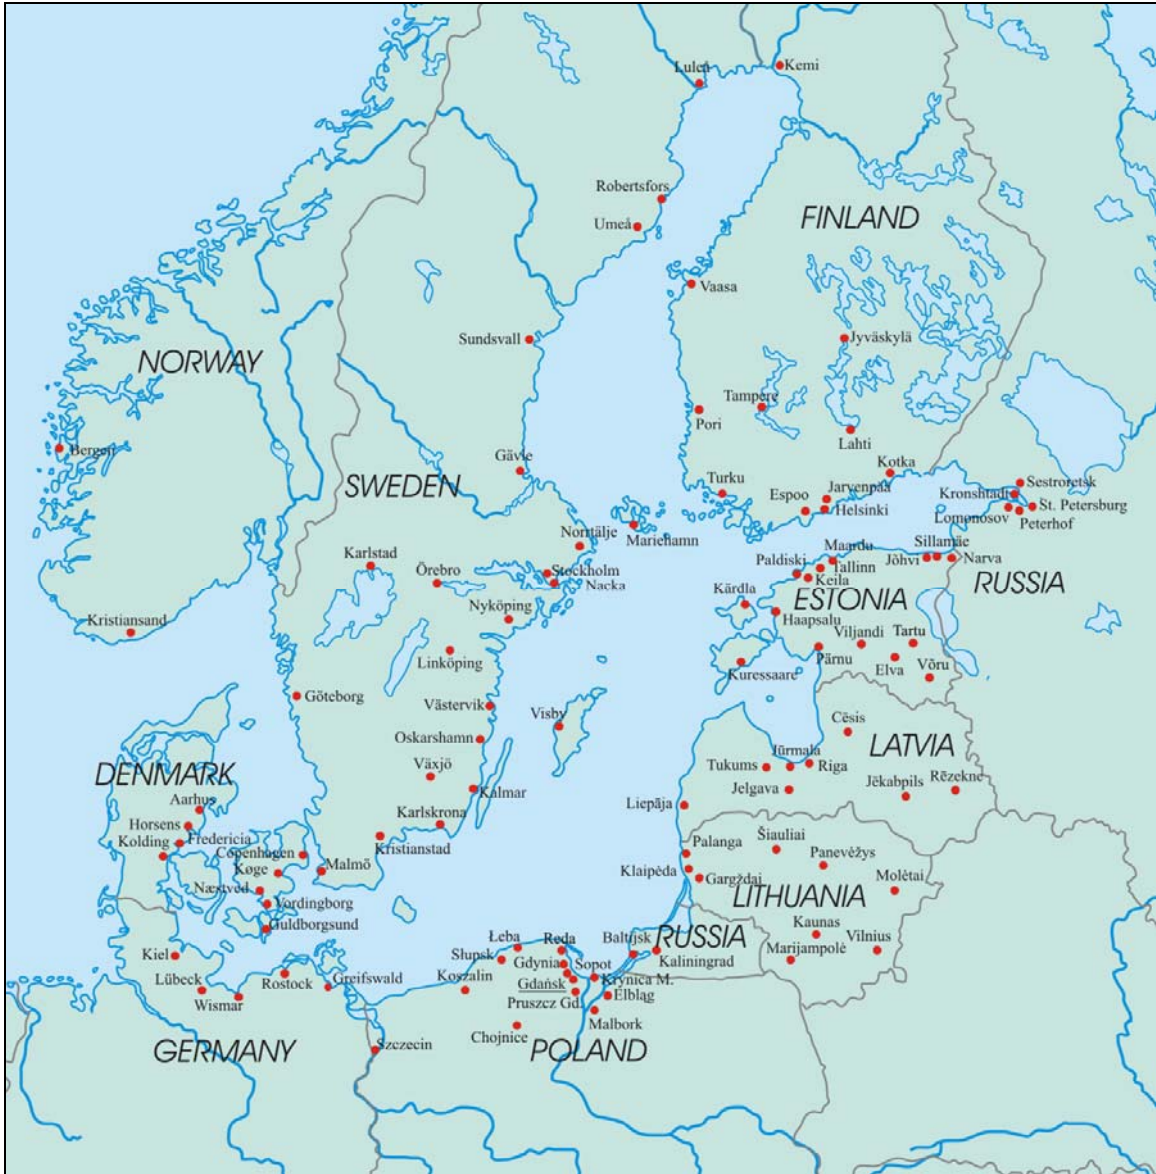 Luleå
Kemi
Robertsfors
Umeå
FINLAND
Vaasa
Sundsvall
Jyväskylä
NORWAY
Tampere
Pori
Lahti
Bergen
Gävle
Kotka
SWEDEN
Turku
Jarvenpää
Sestroretsk
Espoo
Kronshtadt
Helsinki
St. Petersburg
Lomonosov
Peterhof
Mariehamn
Norrtälje
Maardu
Sillamäe
Karlstad
Paldiski
Tallinn
Jõhvi
Narva
Örebro
Stockholm
Nacka
Keila
RUSSIA
Kärdla
ESTONIA
Nyköping
Haapsalu
Kristiansand
Viljandi
Tartu
Linköping
Pärnu
Elva
Võru
Kuressaare
Göteborg
Västervik
Visby
Cēsis
Oskarshamn
LATVIA
Jūrmala
DENMARK
Växjö
Tukums
Riga
Jēkabpils
Rēzekne
Kalmar
Jelgava
Aarhus
Liepāja
Horsens
Karlskrona
Fredericia
Kolding
Kristianstad
Šiauliai
Palanga
Copenhagen
Panevėžys
Køge
Malmö
Klaipėda
Gargždai
Næstved
Molėtai
LITHUANIA
Vordingborg
Kaunas
Guldborgsund
Łeba
Reda
Baltijsk
RUSSIA
Marijampolė
Vilnius
Kiel
Słupsk
Kaliningrad
Gdynia
Sopot
Lübeck
Rostock
Greifswald
Koszalin
Gdańsk
Krynica M.
Wismar
Pruszcz Gd.
Elbląg
Malbork
Chojnice
GERMANY
Szczecin
POLAND